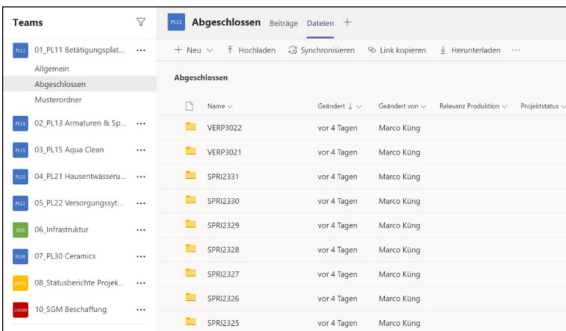 Teams
PL11 Abgeschlossen Beiträge Dateien +
PL11 01_PL11 Betätigungsplat... ...
Allgemein
Abgeschlossen
Musterordner
PL13 02_PL13 Armaturen & Sp... ...
PL15 03_PL15 Aqua Clean ...
PL21 04_PL21 Hausentwässeru... ...
PL22 05_PL22 Versorgungssyt... ...
06_Infrastruktur ...
PL30 07_PL30 Ceramics ...
08_Statusberichte Projek... ...
10_SGM Beschaffung ...
+ Neu Hochladen Synchronisieren Link kopieren Herunterladen ...
Abgeschlossen
Name Geändert ↓ Geändert von Relevanz Produktion Projektstatus
VERP3022 vor 4 Tagen Marco Küng
VERP3021 vor 4 Tagen Marco Küng
SPRI2331 vor 4 Tagen Marco Küng
SPRI2330 vor 4 Tagen Marco Küng
SPRI2329 vor 4 Tagen Marco Küng
SPRI2328 vor 4 Tagen Marco Küng
SPRI2327 vor 4 Tagen Marco Küng
SPRI2326 vor 4 Tagen Marco Küng
SPRI2325 vor 4 Tagen Marco Küng